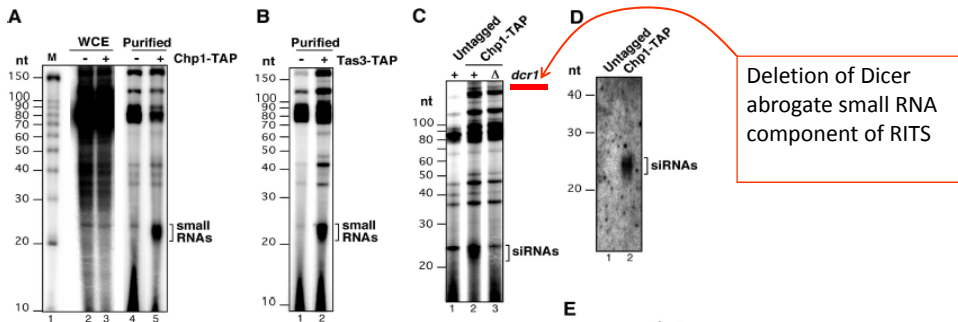 A
WCE Purified
nt M - + - + Chp1-TAP
150
100
90
80
70
60
50
40
30
20
10
small
RNAs
1 2 3 4 5
B
Purified
nt - + Tas3-TAP
150
100
90
80
70
60
50
40
30
20
10
small
RNAs
1 2
C
Untagged
Chp1-TAP
+ + Δ dcr1
nt
100
80
60
50
40
30
20
siRNAs
1 2 3
D
Untagged
Chp1-TAP
nt
40
30
20
siRNAs
1 2
E
Deletion of Dicer
abrogate small RNA
component of RITS